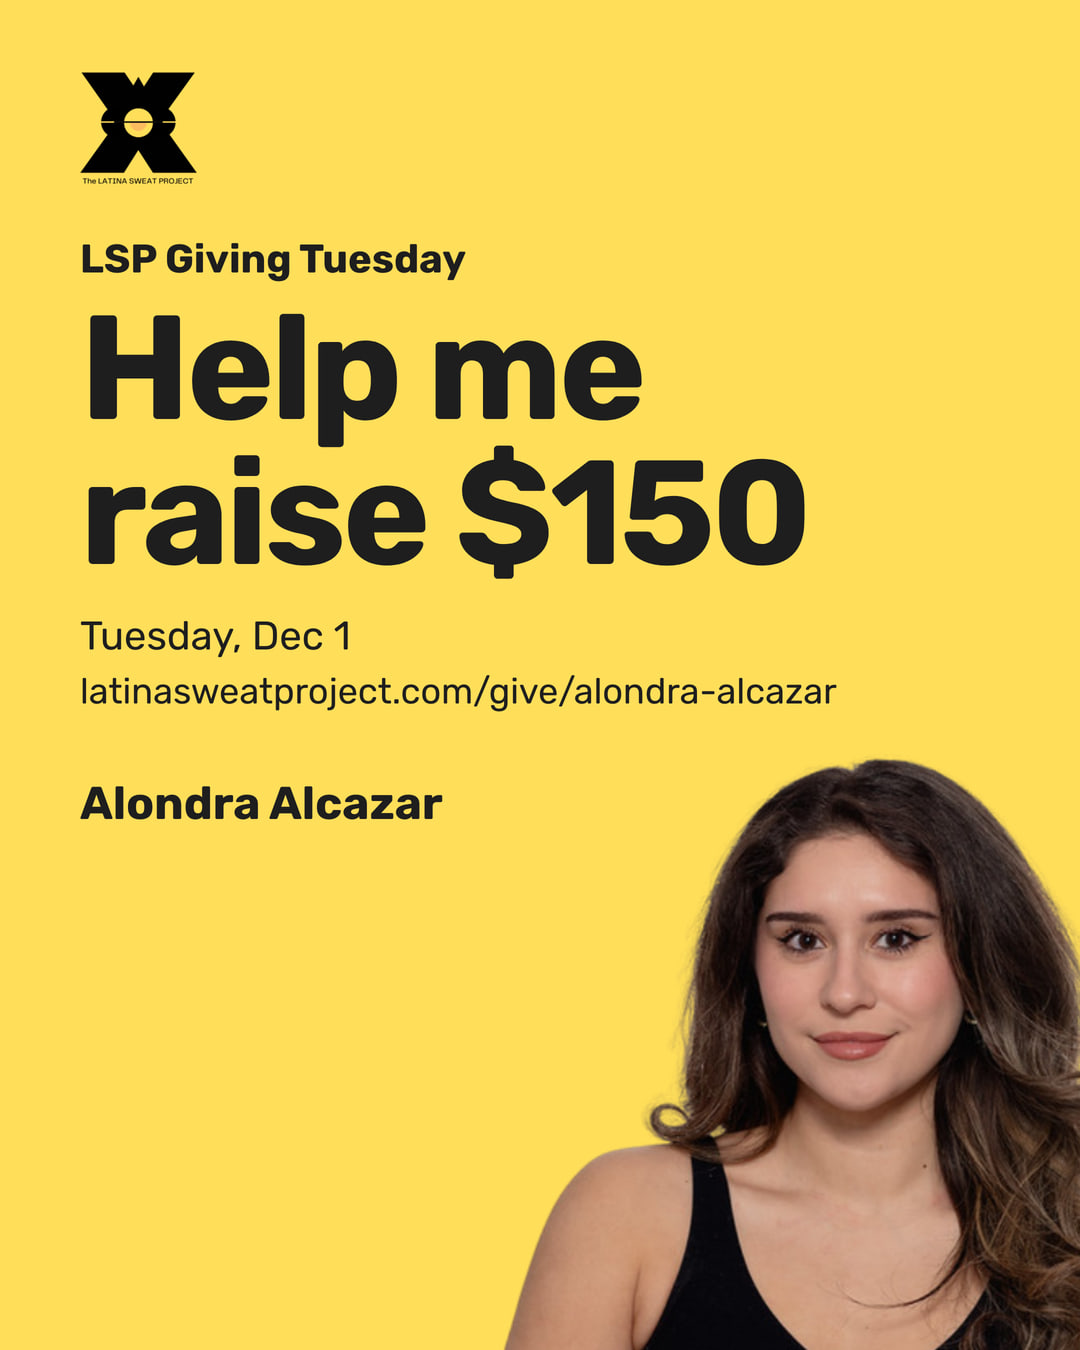 The LATINA SWEAT PROJECT
LSP Giving Tuesday
Help me
raise $150
Tuesday, Dec 1
latinasweatproject.com/give/alondra-alcazar
Alondra Alcazar